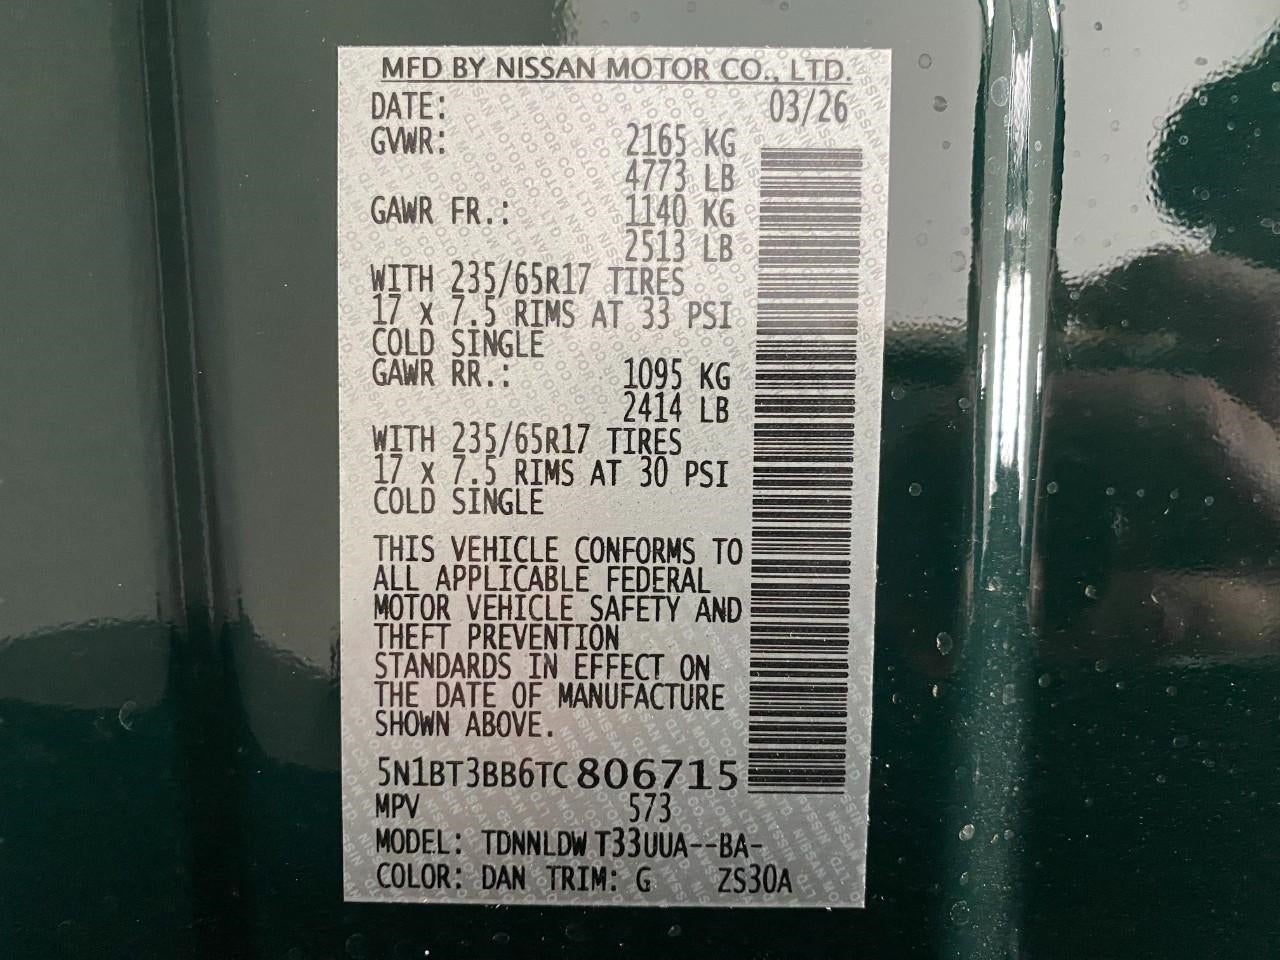 MFD BY NISSAN MOTOR CO., LTD.
DATE: 03/26
GVWR: 2165 KG
4773 LB
GAWR FR.: 1140 KG
2513 LB
WITH 235/65R17 TIRES
17 x 7.5 RIMS AT 33 PSI
COLD SINGLE
GAWR RR.: 1095 KG
2414 LB
WITH 235/65R17 TIRES
17 x 7.5 RIMS AT 30 PSI
COLD SINGLE
THIS VEHICLE CONFORMS TO
ALL APPLICABLE FEDERAL
MOTOR VEHICLE SAFETY AND
THEFT PREVENTION
STANDARDS IN EFFECT ON
THE DATE OF MANUFACTURE
SHOWN ABOVE.
5N1BT3BB6TC806715
MPV 573
MODEL: TDNNLDW T33UUA--BA-
COLOR: DAN TRIM: G ZS30A